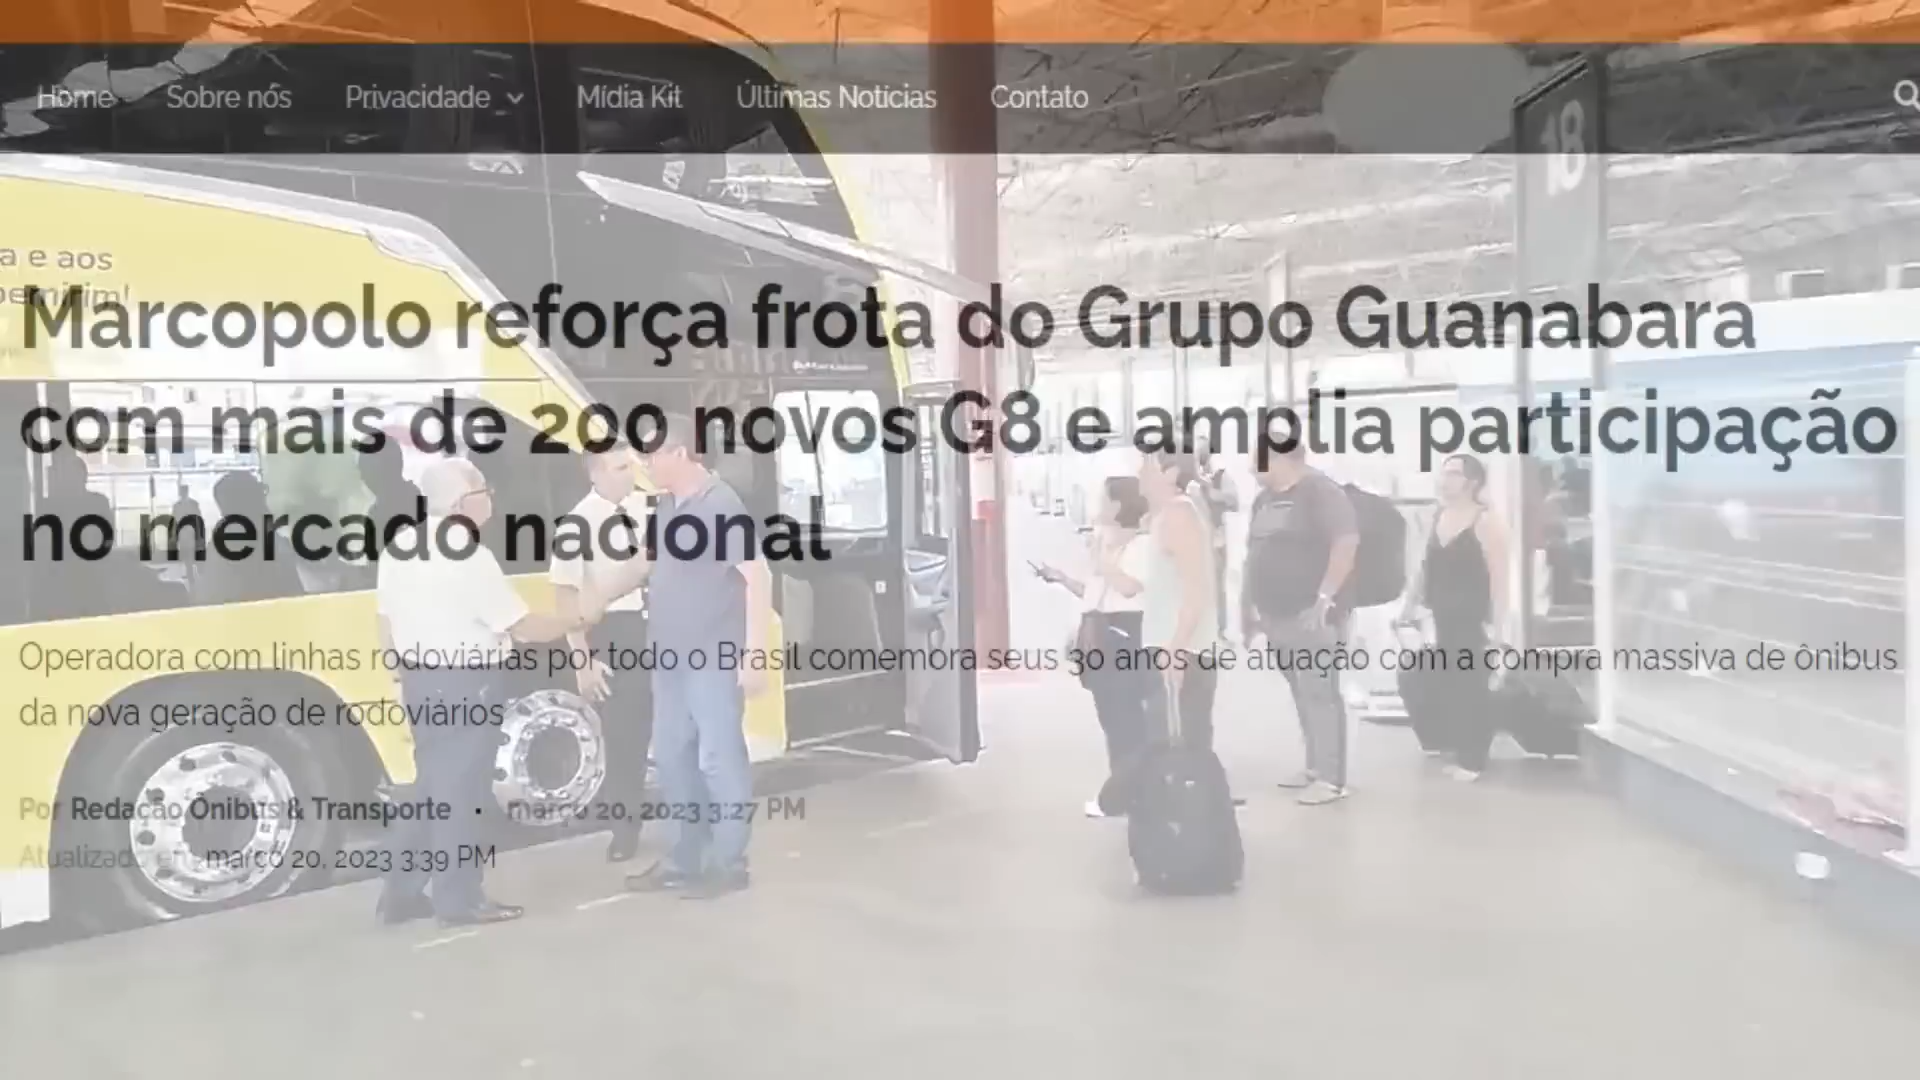 Home Sobre nós Privacidade Mídia Kit Últimas Notícias Contato
18
a e aos
pemirim!
Marcopolo reforça frota do Grupo Guanabara
com mais de 200 novos G8 e amplia participação
no mercado nacional
Operadora com linhas rodoviárias por todo o Brasil comemora seus 30 anos de atuação com a compra massiva de ônibus
da nova geração de rodoviários
Por Redação Ônibus & Transporte • março 20, 2023 3:27 PM
Atualizado em março 20, 2023 3:39 PM